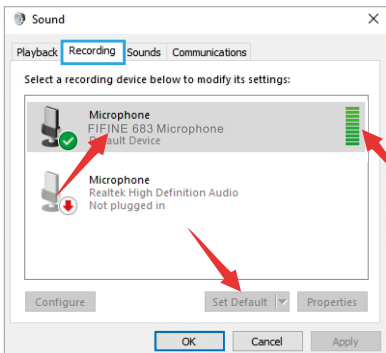 Sound
Playback Recording Sounds Communications
Select a recording device below to modify its settings:
Microphone
FIFINE 683 Microphone
Default Device
Microphone
Realtek High Definition Audio
Not plugged in
Configure Set Default Properties
OK Cancel Apply